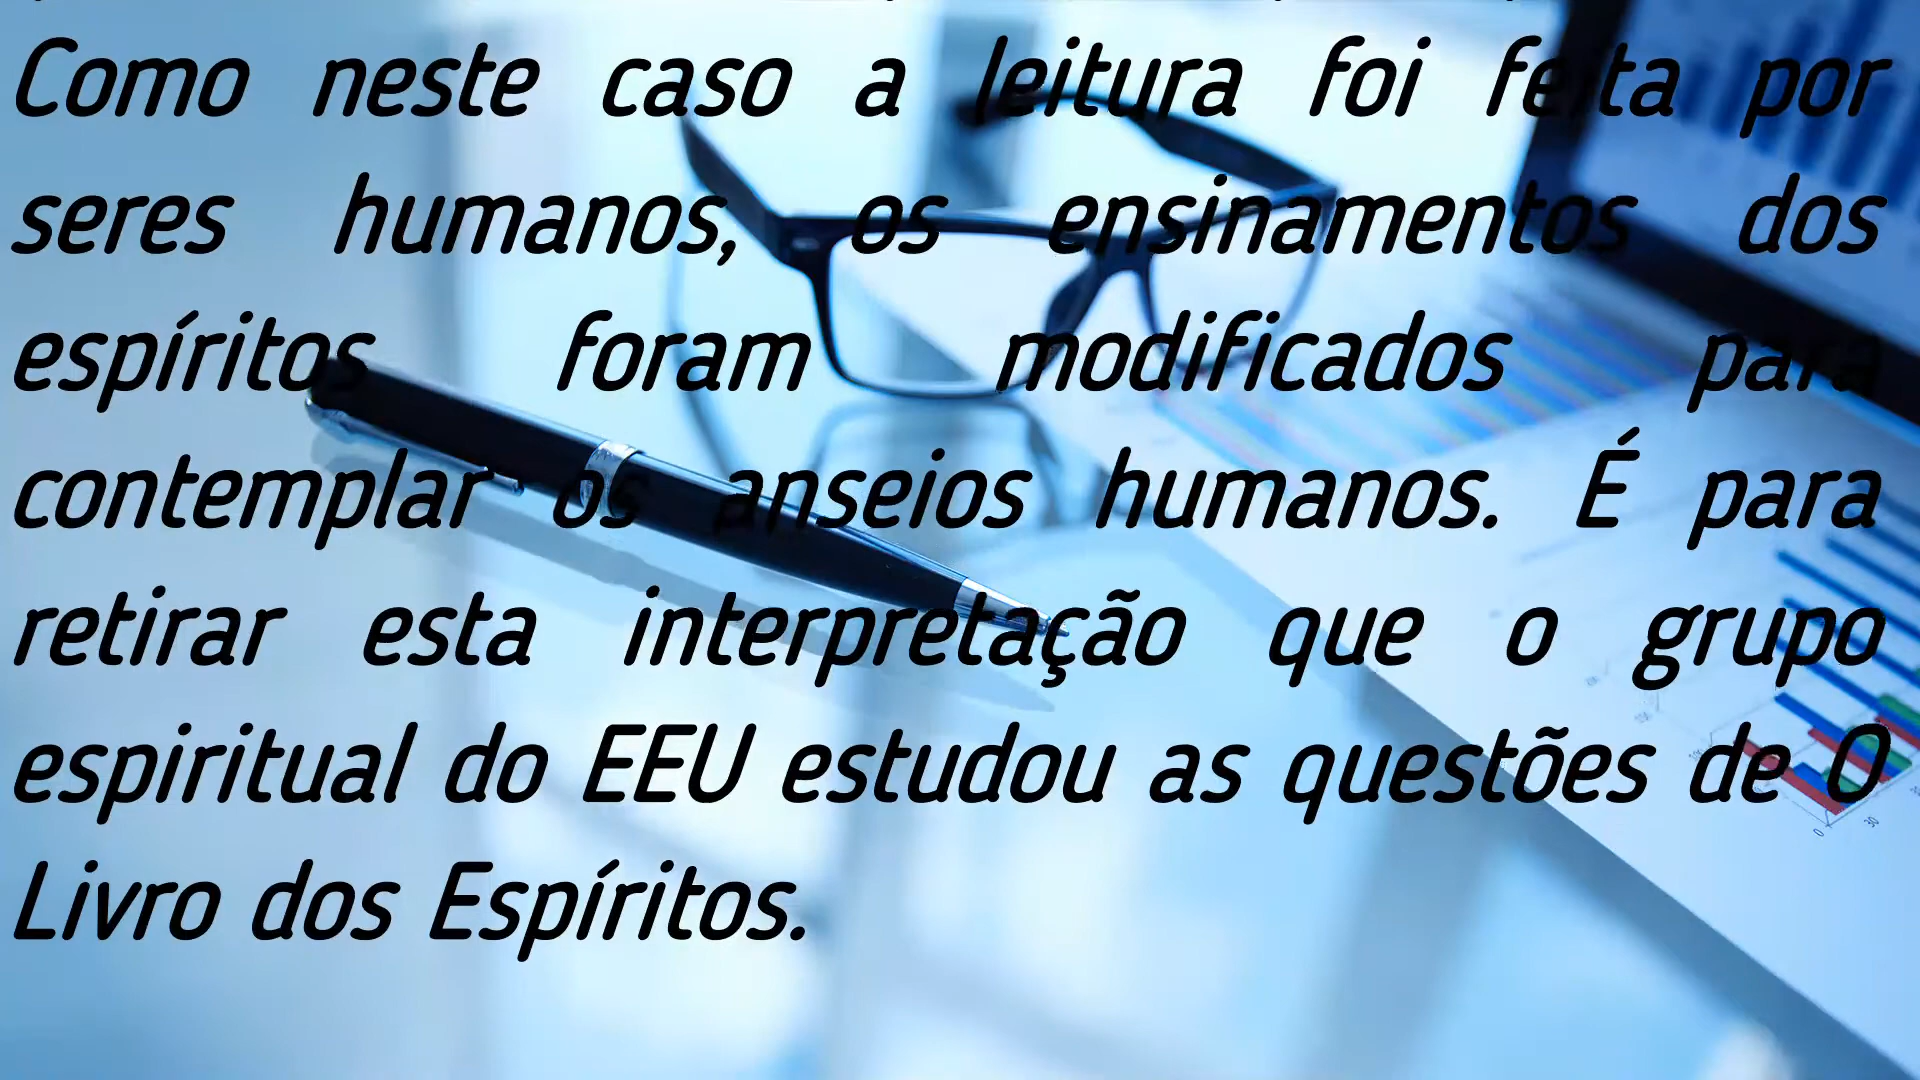 Como neste caso a leitura foi feita por
seres humanos, os ensinamentos dos
espíritos foram modificados para
contemplar os anseios humanos. É para
retirar esta interpretação que o grupo
espiritual do EEU estudou as questões de O
Livro dos Espíritos.